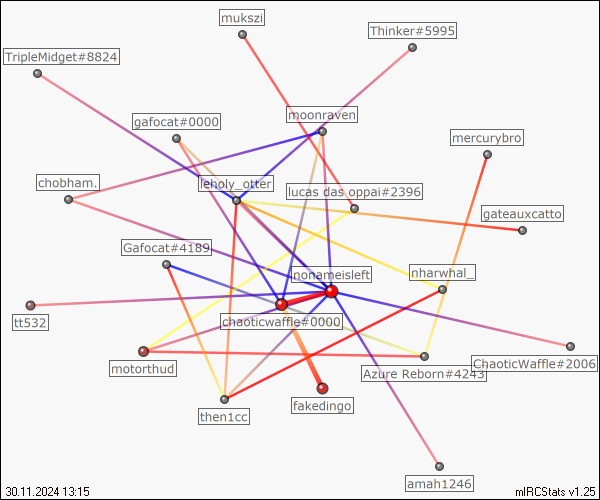 mukszi
Thinker#5995
TripleMidget#8824
moonraven
gafocat#0000
mercurybro
chobham.
leholy_otter
lucas das oppai#2396
gateauxcatto
Gafocat#4189
nonameisleft
nharwhal_
tt532
chaoticwaffle#0000
motorthud
Azure Reborn#4243
ChaoticWaffle#2006
then1cc
fakedingo
amah1246
30.11.2024 13:15
mIRCStats v1.25